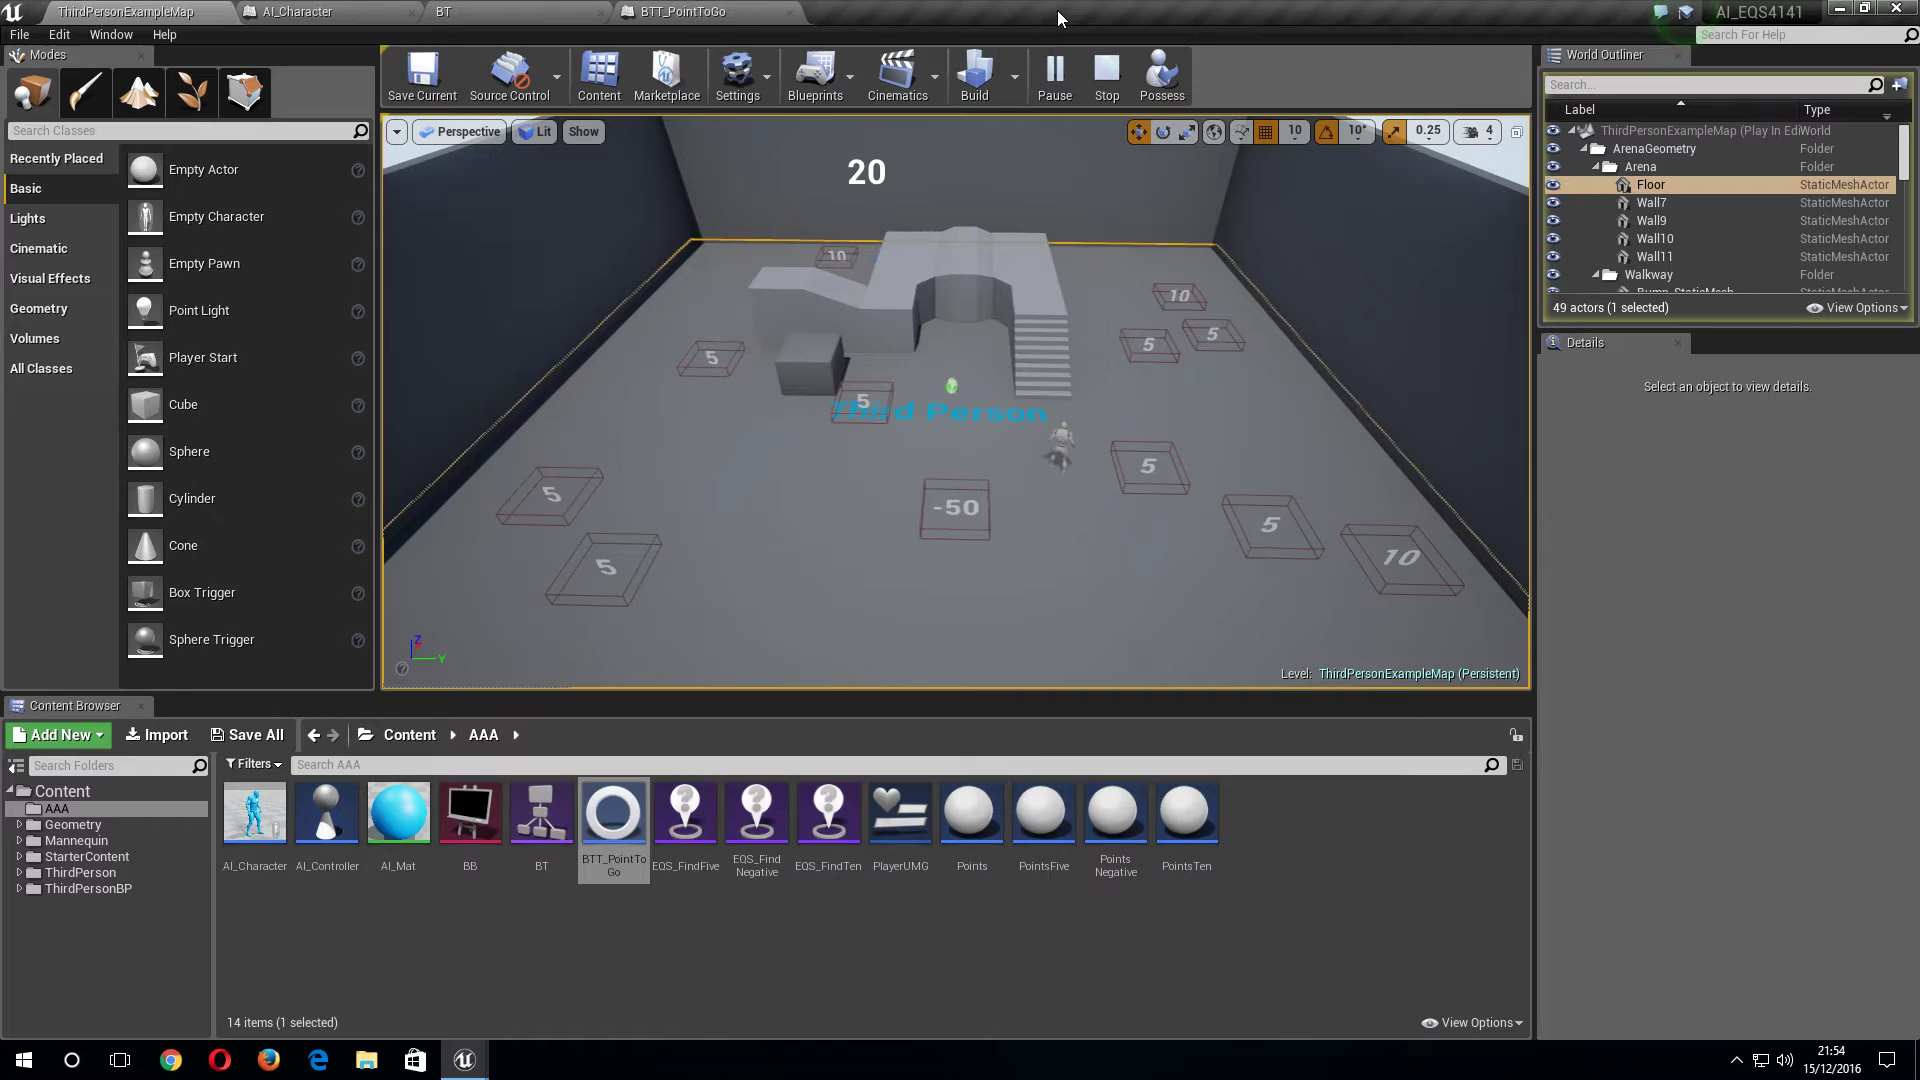 ThirdPersonExampleMap
AI_Character
BT
BTT_PointToGo
AI_EQS4141
File
Edit
Window
Help
Search For Help
Modes
Search Classes
Recently Placed
Basic
Lights
Cinematic
Visual Effects
Geometry
Volumes
All Classes
Empty Actor
Empty Character
Empty Pawn
Point Light
Player Start
Cube
Sphere
Cylinder
Cone
Box Trigger
Sphere Trigger
Save Current
Source Control
Content
Marketplace
Settings
Blueprints
Cinematics
Build
Pause
Stop
Possess
Perspective
Lit
Show
10
10°
0.25
4
20
10
10
5
5
5
5
Third Person
5
5
-50
5
10
5
Z
Y
Level: ThirdPersonExampleMap (Persistent)
World Outliner
Search...
Label
Type
ThirdPersonExampleMap (Play In Edi World
ArenaGeometry Folder
Arena Folder
Floor StaticMeshActor
Wall7 StaticMeshActor
Wall9 StaticMeshActor
Wall10 StaticMeshActor
Wall11 StaticMeshActor
Walkway Folder
Bump_StaticMesh StaticMeshActor
49 actors (1 selected)
View Options
Details
Select an object to view details.
Content Browser
Add New
Import
Save All
Content
AAA
Search Folders
Filters
Search AAA
Content
AAA
Geometry
Mannequin
StarterContent
ThirdPerson
ThirdPersonBP
AI_Character
AI_Controller
AI_Mat
BB
BT
BTT_PointTo
Go
EQS_FindFive
EQS_Find
Negative
EQS_FindTen
PlayerUMG
Points
PointsFive
Points
Negative
PointsTen
14 items (1 selected)
View Options
21:54
15/12/2016